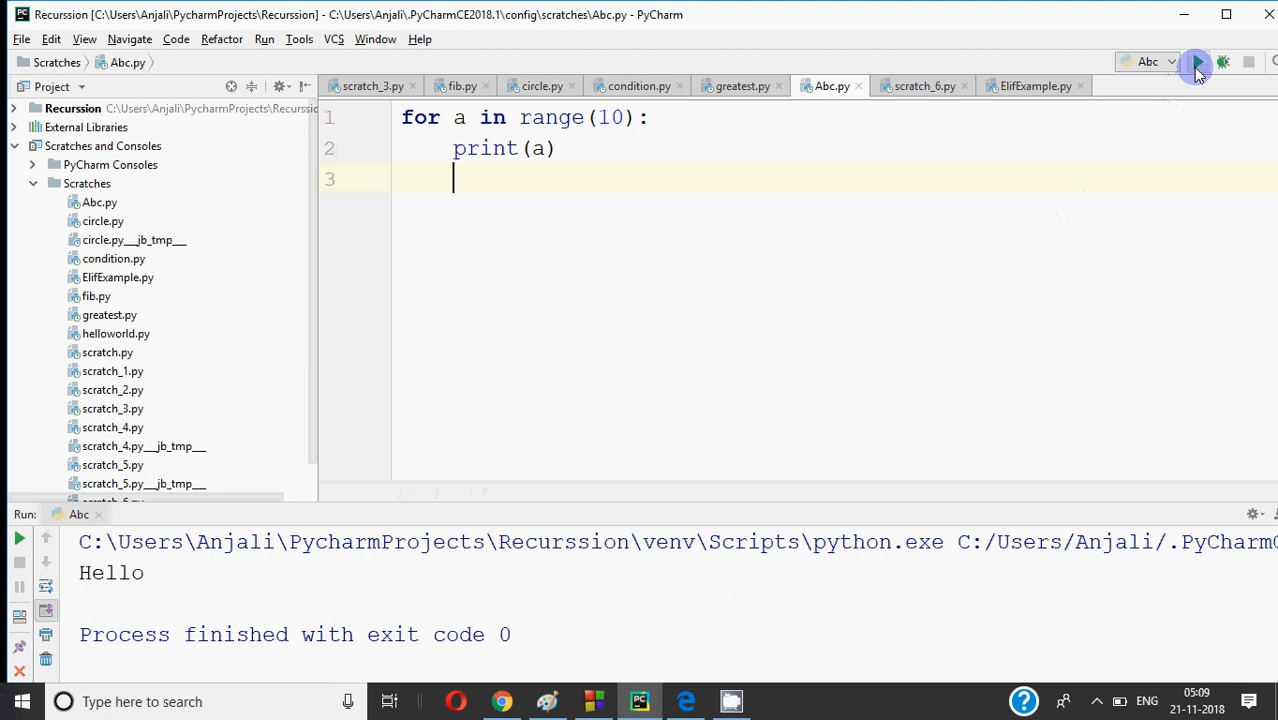 Recurssion [C:\Users\Anjali\PycharmProjects\Recurssion] - C:\Users\Anjali\.PyCharmCE2018.1\config\scratches\Abc.py - PyCharm
File Edit View Navigate Code Refactor Run Tools VCS Window Help
Scratches Abc.py Abc
Project scratch_3.py fib.py circle.py condition.py greatest.py Abc.py scratch_6.py ElifExample.py
Recurssion C:\Users\Anjali\PycharmProjects\Recurssio
External Libraries
Scratches and Consoles
PyCharm Consoles
Scratches
Abc.py
circle.py
circle.py___jb_tmp___
condition.py
ElifExample.py
fib.py
greatest.py
helloworld.py
scratch.py
scratch_1.py
scratch_2.py
scratch_3.py
scratch_4.py
scratch_4.py___jb_tmp___
scratch_5.py
scratch_5.py___jb_tmp___
scratch_6.py
1 for a in range(10):
2 print(a)
3
Run: Abc
C:\Users\Anjali\PycharmProjects\Recurssion\venv\Scripts\python.exe C:/Users/Anjali/.PyCharmC
Hello
Process finished with exit code 0
Type here to search
ENG
05:09
21-11-2018